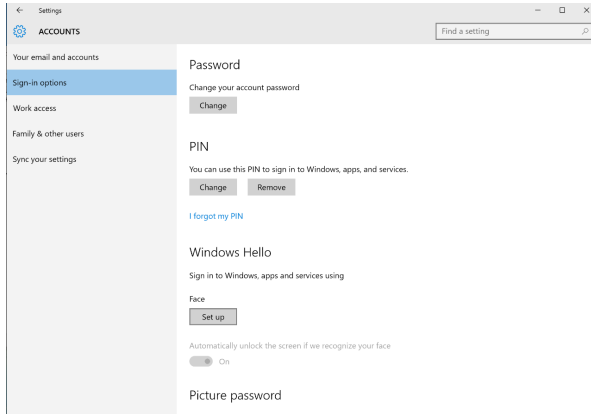 Settings
ACCOUNTS
Find a setting
Your email and accounts
Sign-in options
Work access
Family & other users
Sync your settings
Password
Change your account password
Change
PIN
You can use this PIN to sign in to Windows, apps, and services.
Change Remove
I forgot my PIN
Windows Hello
Sign in to Windows, apps and services using
Face
Set up
Automatically unlock the screen if we recognize your face
On
Picture password